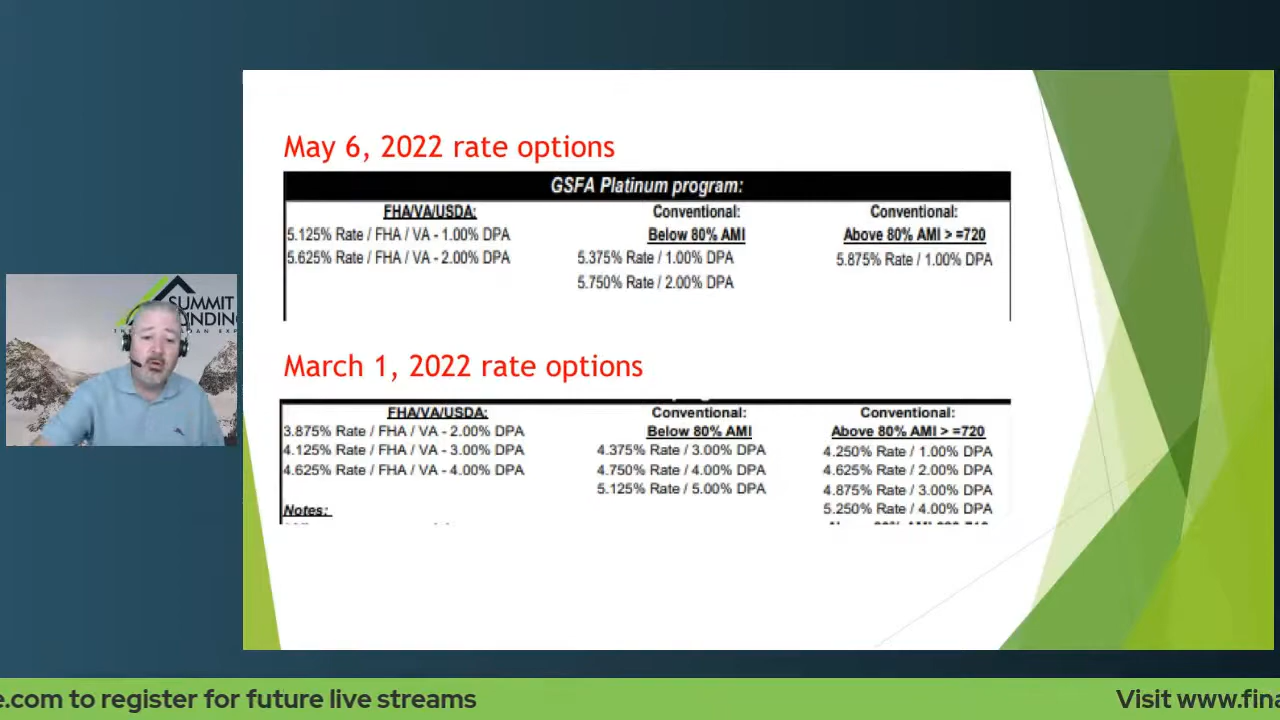 May 6, 2022 rate options
GSFA Platinum program:
FHA/VA/USDA:
5.125% Rate / FHA / VA - 1.00% DPA
5.625% Rate / FHA / VA - 2.00% DPA
Conventional:
Below 80% AMI
5.375% Rate / 1.00% DPA
5.750% Rate / 2.00% DPA
Conventional:
Above 80% AMI > =720
5.875% Rate / 1.00% DPA
SUMMIT
March 1, 2022 rate options
FHA/VA/USDA:
3.875% Rate / FHA / VA - 2.00% DPA
4.125% Rate / FHA / VA - 3.00% DPA
4.625% Rate / FHA / VA - 4.00% DPA
Notes:
Conventional:
Below 80% AMI
4.375% Rate / 3.00% DPA
4.750% Rate / 4.00% DPA
5.125% Rate / 5.00% DPA
Conventional:
Above 80% AMI > =720
4.250% Rate / 1.00% DPA
4.625% Rate / 2.00% DPA
4.875% Rate / 3.00% DPA
5.250% Rate / 4.00% DPA
e.com to register for future live streams
Visit www.fina